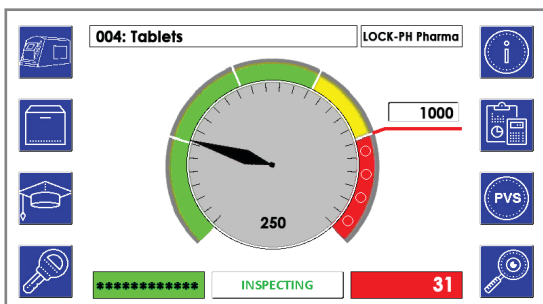 004: Tablets
LOCK-PH Pharma
1000
PVS
250
************
INSPECTING
31